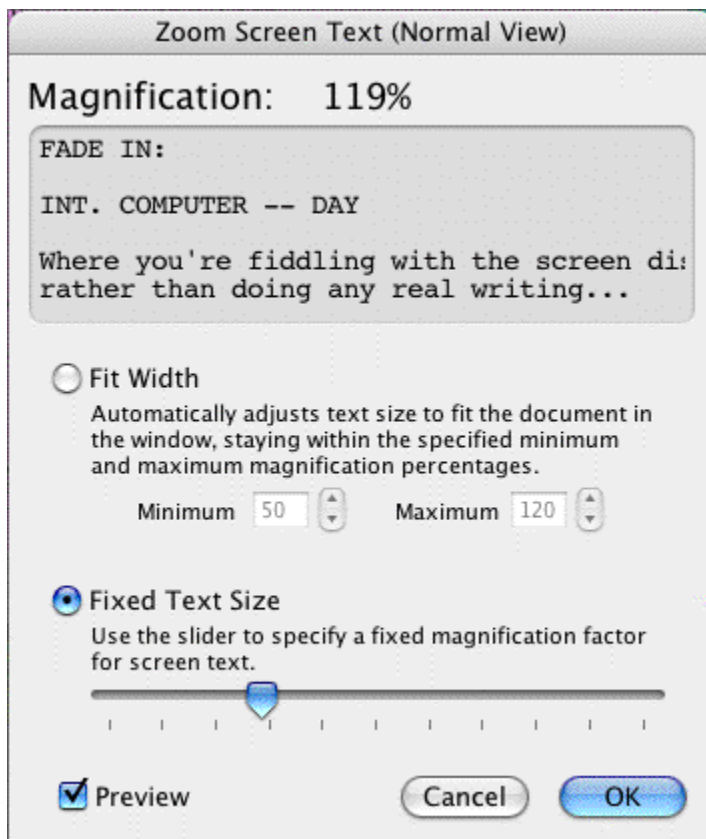 Zoom Screen Text (Normal View)
Magnification: 119%
FADE IN:
INT. COMPUTER -- DAY
Where you're fiddling with the screen dis
rather than doing any real writing...
Fit Width
Automatically adjusts text size to fit the document in
the window, staying within the specified minimum
and maximum magnification percentages.
Minimum 50 Maximum 120
Fixed Text Size
Use the slider to specify a fixed magnification factor
for screen text.
Preview Cancel OK